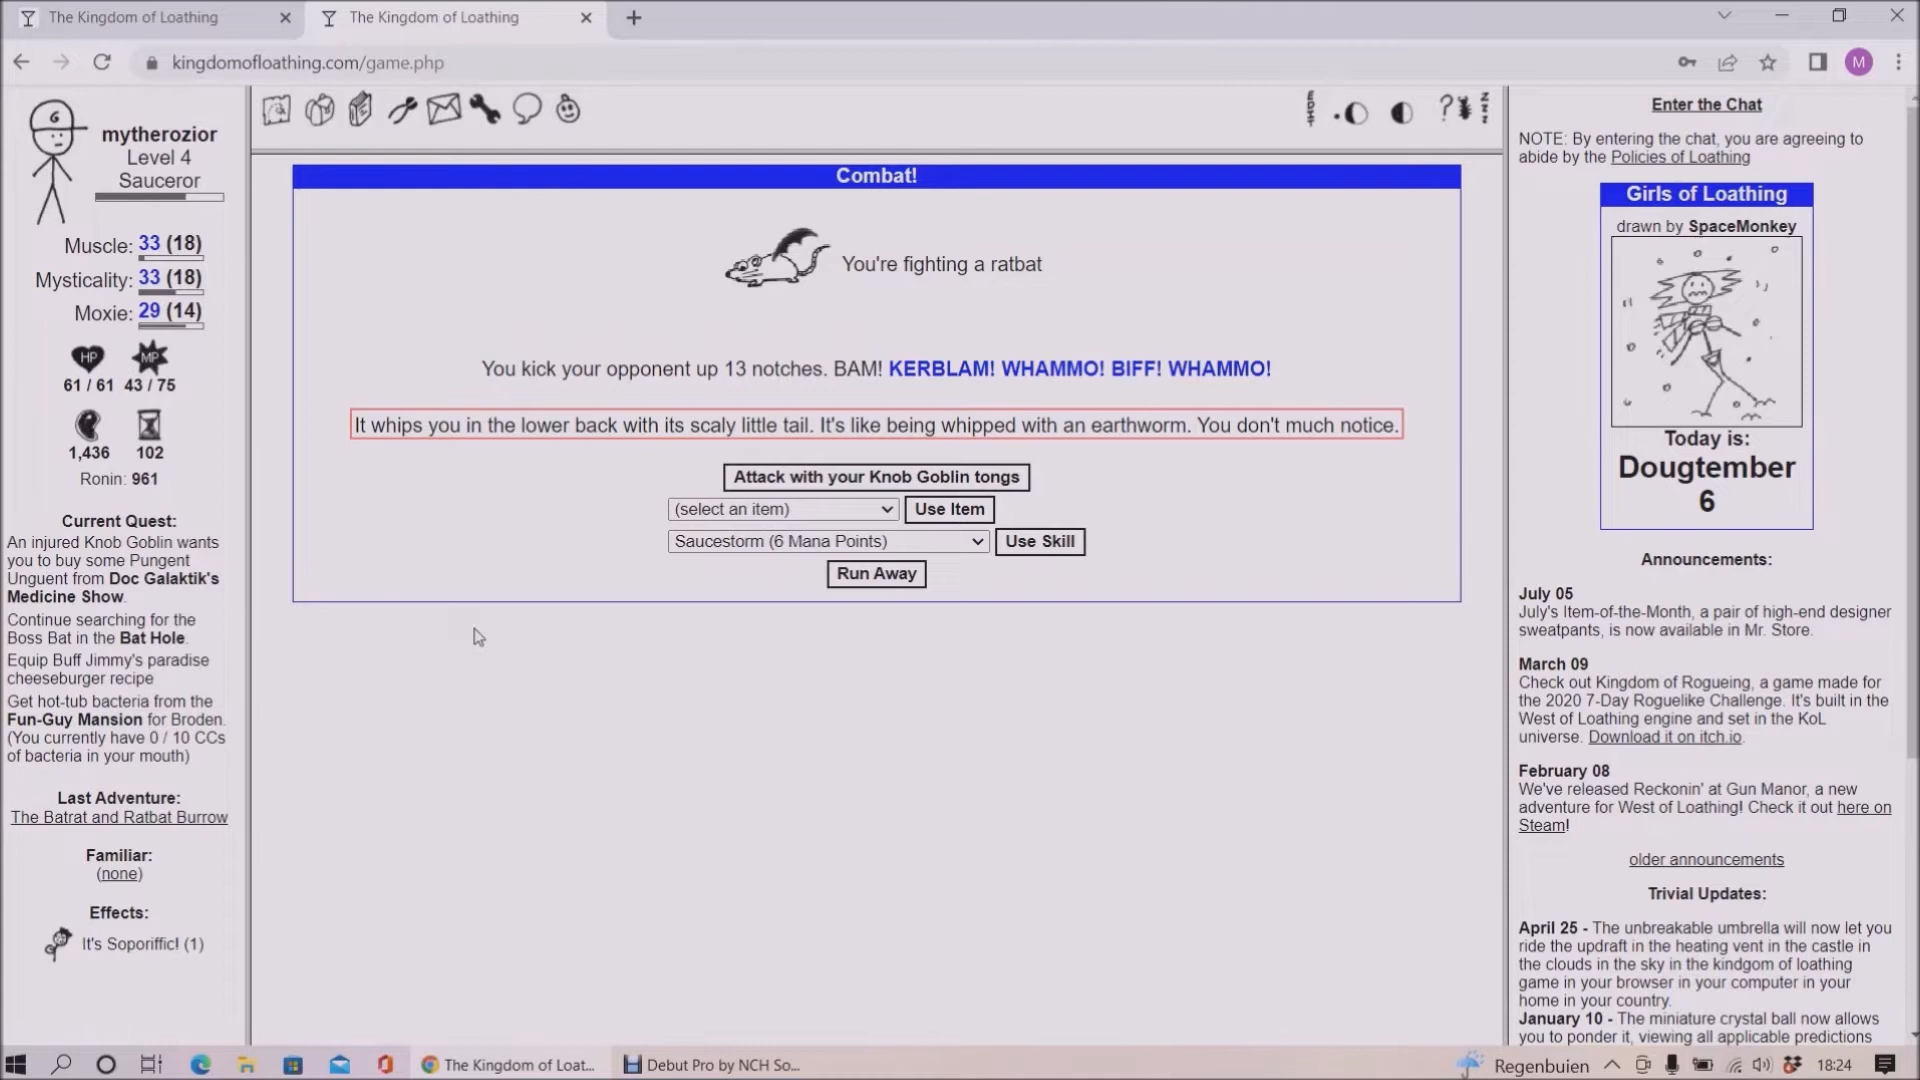 The Kingdom of Loathing
The Kingdom of Loathing
kingdomofloathing.com/game.php
M
mytherozior
Level 4
Sauceror
Muscle: 33 (18)
Mysticality: 33 (18)
Moxie: 29 (14)
HP MP
61 / 61 43 / 75
1,436 102
Ronin: 961
Current Quest:
An injured Knob Goblin wants
you to buy some Pungent
Unguent from Doc Galaktik's
Medicine Show.
Continue searching for the
Boss Bat in the Bat Hole.
Equip Buff Jimmy's paradise
cheeseburger recipe
Get hot-tub bacteria from the
Fun-Guy Mansion for Broden.
(You currently have 0 / 10 CCs
of bacteria in your mouth)
Last Adventure:
The Batrat and Ratbat Burrow
Familiar:
(none)
Effects:
It's Soporiffic! (1)
Combat!
You're fighting a ratbat
You kick your opponent up 13 notches. BAM! KERBLAM! WHAMMO! BIFF! WHAMMO!
It whips you in the lower back with its scaly little tail. It's like being whipped with an earthworm. You don't much notice.
Attack with your Knob Goblin tongs
(select an item) Use Item
Saucestorm (6 Mana Points) Use Skill
Run Away
Enter the Chat
NOTE: By entering the chat, you are agreeing to
abide by the Policies of Loathing
Girls of Loathing
drawn by SpaceMonkey
Today is:
Dougtember
6
Announcements:
July 05
July's Item-of-the-Month, a pair of high-end designer
sweatpants, is now available in Mr. Store.
March 09
Check out Kingdom of Rogueing, a game made for
the 2020 7-Day Roguelike Challenge. It's built in the
West of Loathing engine and set in the KoL
universe. Download it on itch.io.
February 08
We've released Reckonin' at Gun Manor, a new
adventure for West of Loathing! Check it out here on
Steam!
older announcements
Trivial Updates:
April 25 - The unbreakable umbrella will now let you
ride the updraft in the heating vent in the castle in
the clouds in the sky in the kindgom of loathing
game in your browser in your computer in your
home in your country.
January 10 - The miniature crystal ball now allows
you to ponder it, viewing all applicable predictions
The Kingdom of Loat...
Debut Pro by NCH So...
Regenbuien
18:24